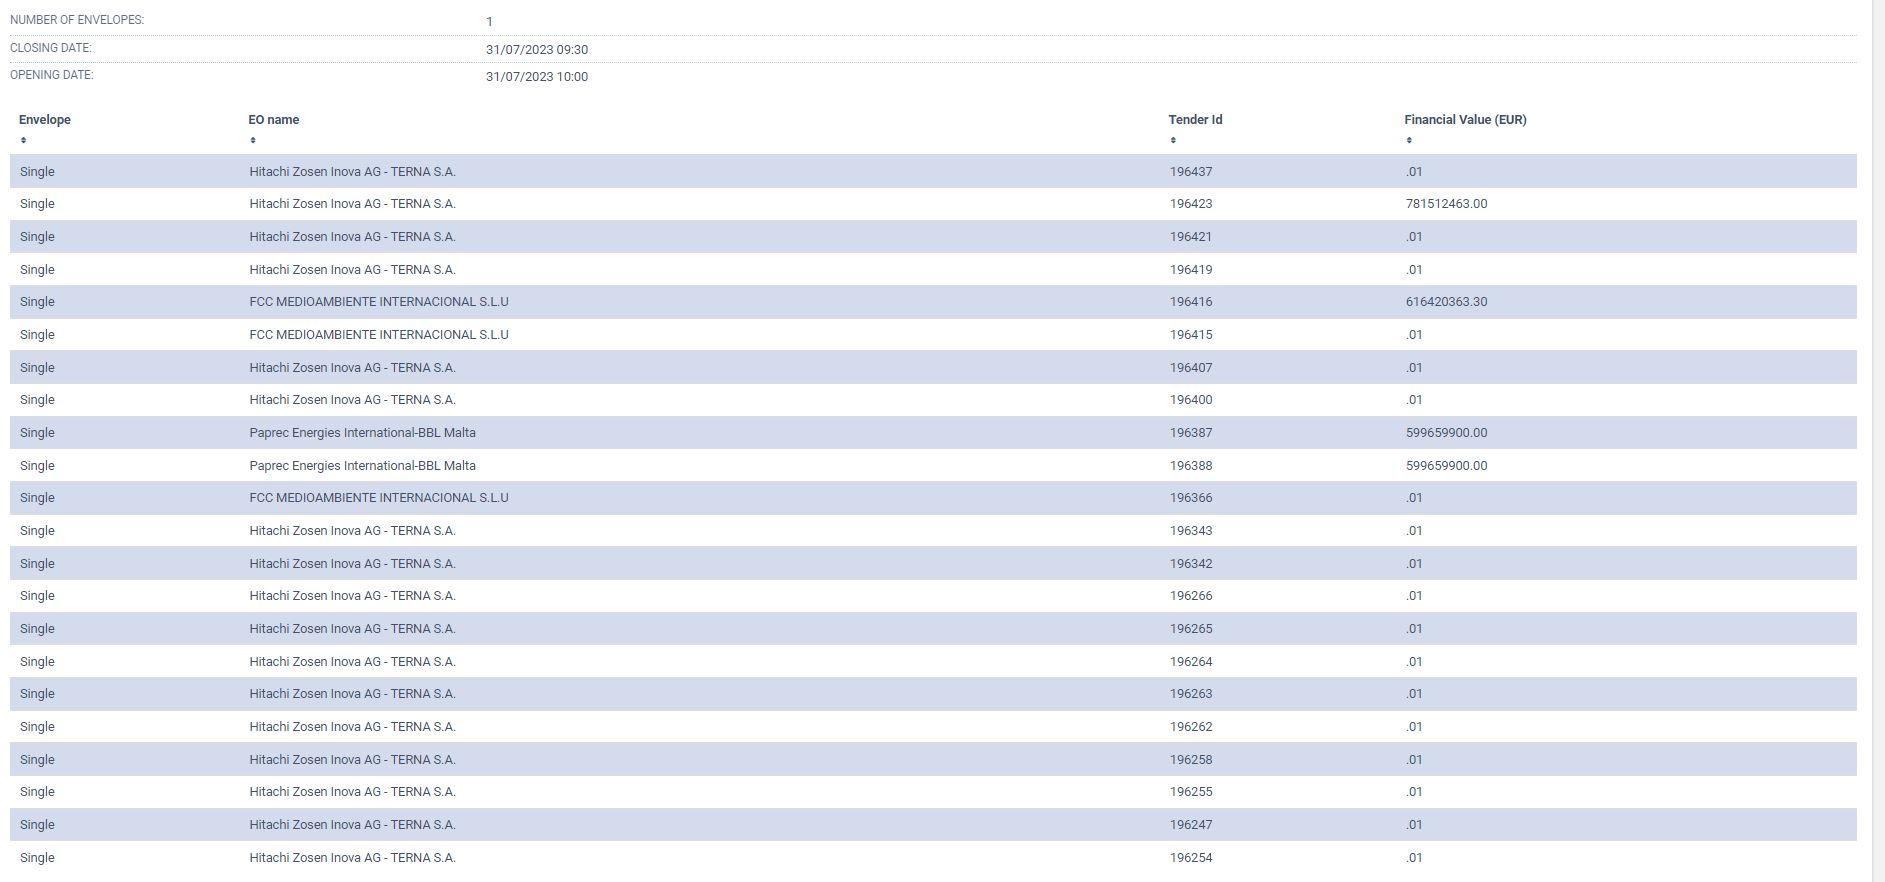 NUMBER OF ENVELOPES: 1
CLOSING DATE: 31/07/2023 09:30
OPENING DATE: 31/07/2023 10:00
Envelope EO name Tender Id Financial Value (EUR)
Single Hitachi Zosen Inova AG - TERNA S.A. 196437 .01
Single Hitachi Zosen Inova AG - TERNA S.A. 196423 781512463.00
Single Hitachi Zosen Inova AG - TERNA S.A. 196421 .01
Single Hitachi Zosen Inova AG - TERNA S.A. 196419 .01
Single FCC MEDIOAMBIENTE INTERNACIONAL S.L.U 196416 616420363.30
Single FCC MEDIOAMBIENTE INTERNACIONAL S.L.U 196415 .01
Single Hitachi Zosen Inova AG - TERNA S.A. 196407 .01
Single Hitachi Zosen Inova AG - TERNA S.A. 196400 .01
Single Paprec Energies International-BBL Malta 196387 599659900.00
Single Paprec Energies International-BBL Malta 196388 599659900.00
Single FCC MEDIOAMBIENTE INTERNACIONAL S.L.U 196366 .01
Single Hitachi Zosen Inova AG - TERNA S.A. 196343 .01
Single Hitachi Zosen Inova AG - TERNA S.A. 196342 .01
Single Hitachi Zosen Inova AG - TERNA S.A. 196266 .01
Single Hitachi Zosen Inova AG - TERNA S.A. 196265 .01
Single Hitachi Zosen Inova AG - TERNA S.A. 196264 .01
Single Hitachi Zosen Inova AG - TERNA S.A. 196263 .01
Single Hitachi Zosen Inova AG - TERNA S.A. 196262 .01
Single Hitachi Zosen Inova AG - TERNA S.A. 196258 .01
Single Hitachi Zosen Inova AG - TERNA S.A. 196255 .01
Single Hitachi Zosen Inova AG - TERNA S.A. 196247 .01
Single Hitachi Zosen Inova AG - TERNA S.A. 196254 .01